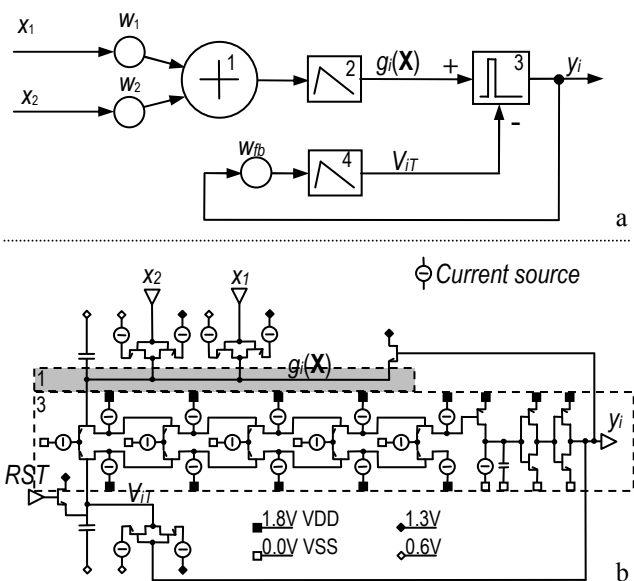 x1 w1
1 2 gi(X) + 3 yi
x2 w2
-
wfb 4 ViT
a
x2 x1 Current source
gi(X)
1
3
yi
RST
ViT
1.8V VDD 1.3V
0.0V VSS 0.6V
b